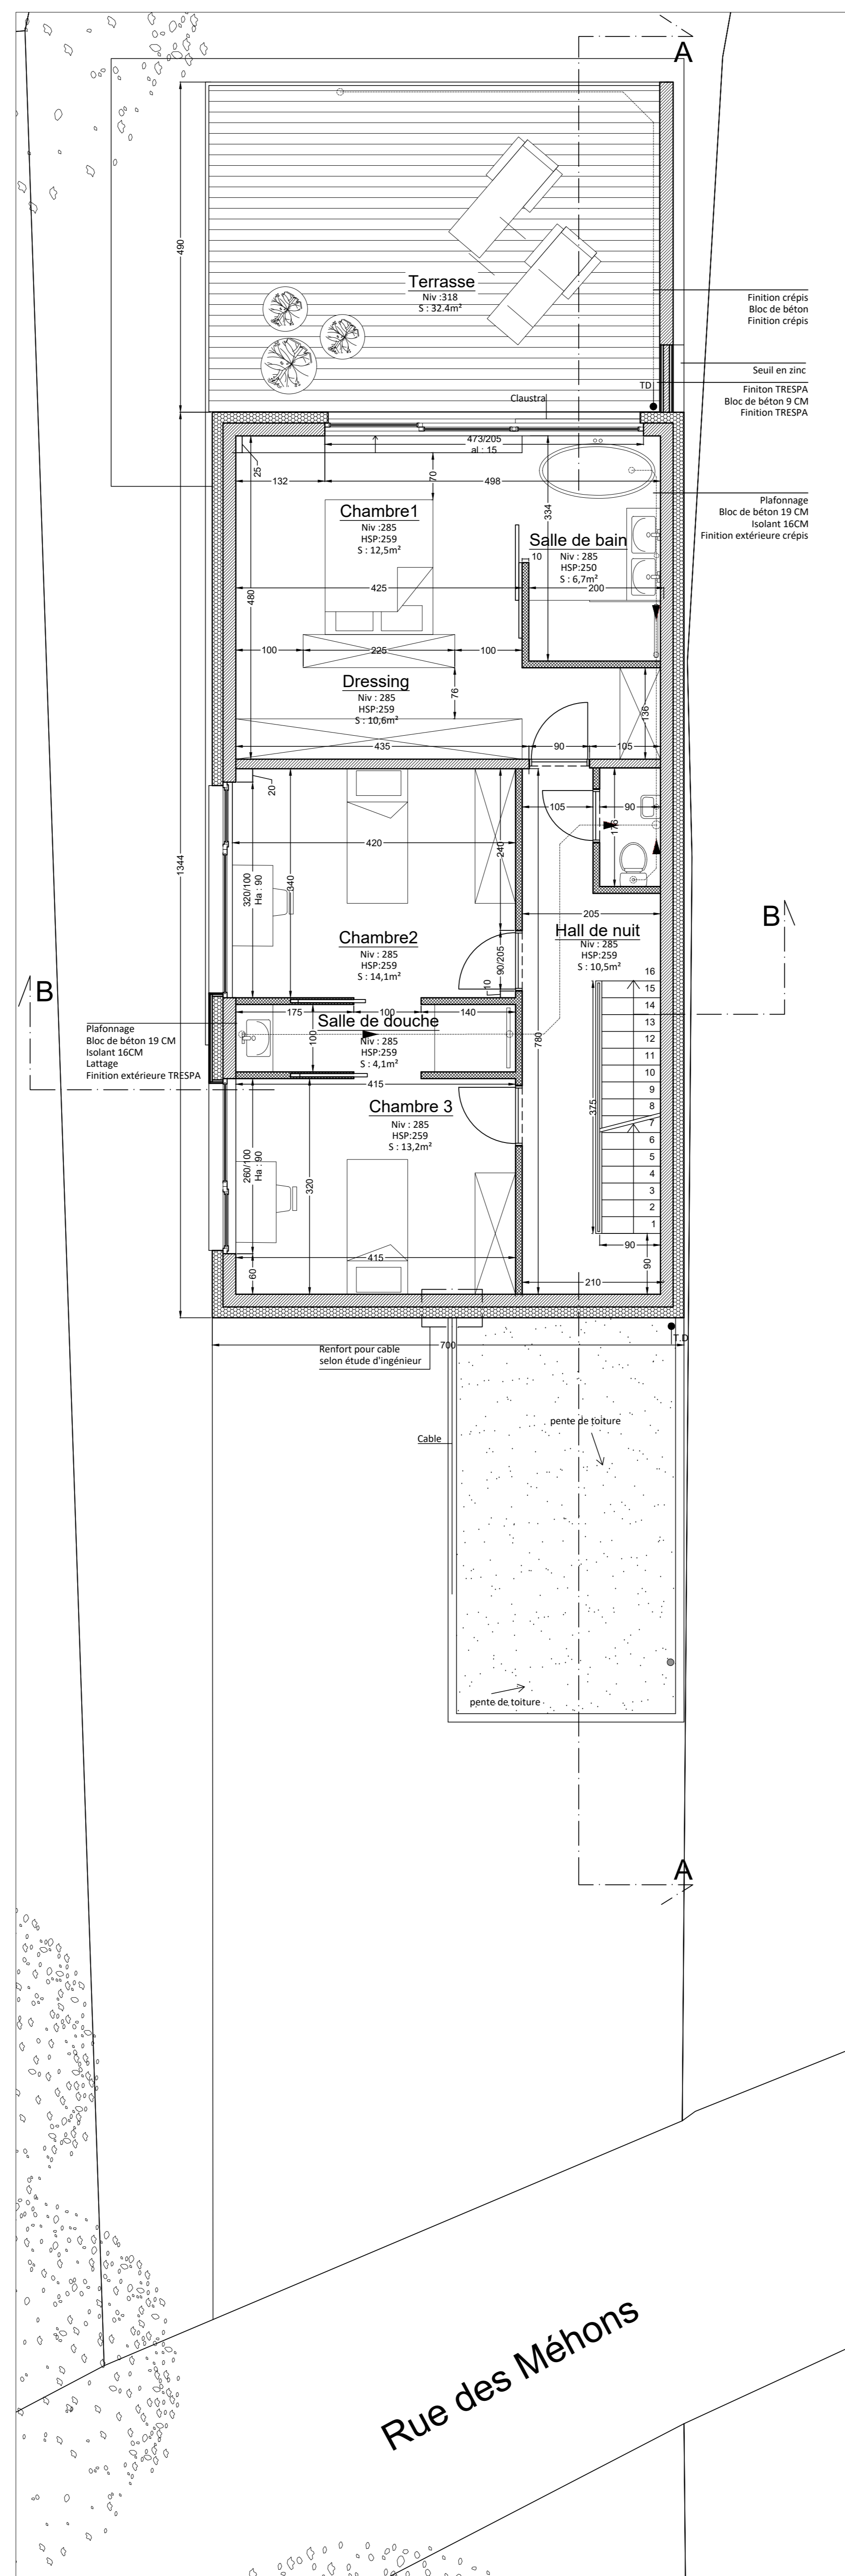 A
490
Terrasse
Niv :318
S : 32.4m²
Finition crépis
Bloc de béton
Finition crépis
Seuil en zinc
TD
Finiton TRESPA
Bloc de béton 9 CM
Finition TRESPA
Claustra
473/205
al : 15
25
132
70
498
334
Plafonnage
Bloc de béton 19 CM
Isolant 16CM
Finition extérieure crépis
Chambre1
Niv :285
HSP:259
S : 12,5m²
Salle de bain
Niv : 285
HSP:250
S : 6,7m²
10
480
425
200
100
225
100
Dressing
Niv : 285
HSP:259
S : 10,6m²
76
136
435
90
105
20
105
90
176
1344
320/100
Ha : 90
340
420
240
205
Chambre2
Niv : 285
HSP:259
S : 14,1m²
90/205
10
Hall de nuit
Niv : 285
HSP:259
S : 10,5m²
B
B
16
15
14
13
12
11
10
9
8
7
6
5
4
3
2
1
175
100
140
Salle de douche
Niv : 285
HSP:259
S : 4,1m²
100
780
375
Plafonnage
Bloc de béton 19 CM
Isolant 16CM
Lattage
Finition extérieure TRESPA
415
Chambre 3
Niv : 285
HSP:259
S : 13,2m²
260/100
Ha : 90
320
415
60
90
90
210
Renfort pour cable
selon étude d'ingénieur
700
T.D
pente de toiture
Cable
pente de toiture
A
Rue des Méhons